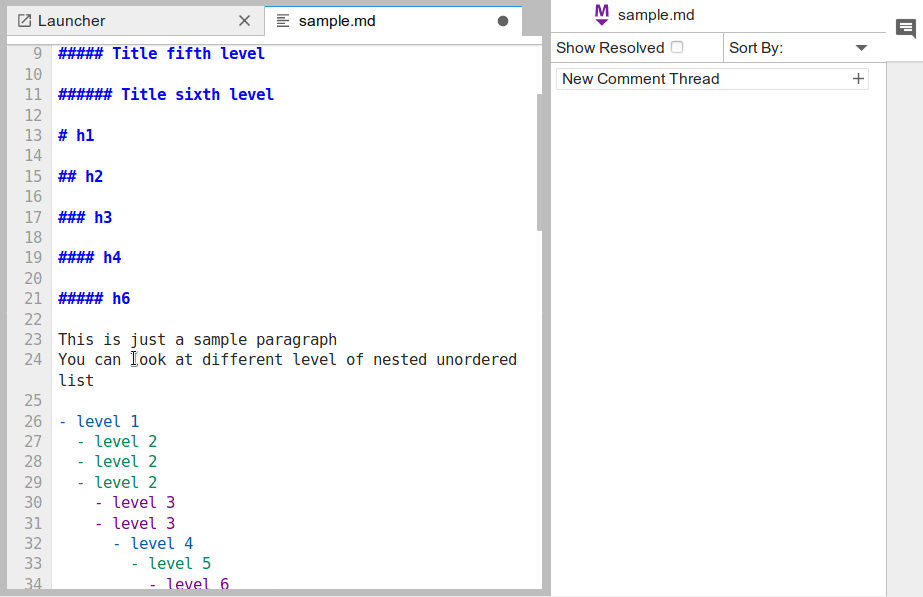 Launcher
sample.md
9 ##### Title fifth level
10
11 ###### Title sixth level
12
13 # h1
14
15 ## h2
16
17 ### h3
18
19 #### h4
20
21 ##### h6
22
23 This is just a sample paragraph
24 You can look at different level of nested unordered
list
25
26 - level 1
27 - level 2
28 - level 2
29 - level 2
30 - level 3
31 - level 3
32 - level 4
33 - level 5
34 - level 6
M sample.md
Show Resolved
Sort By:
New Comment Thread +